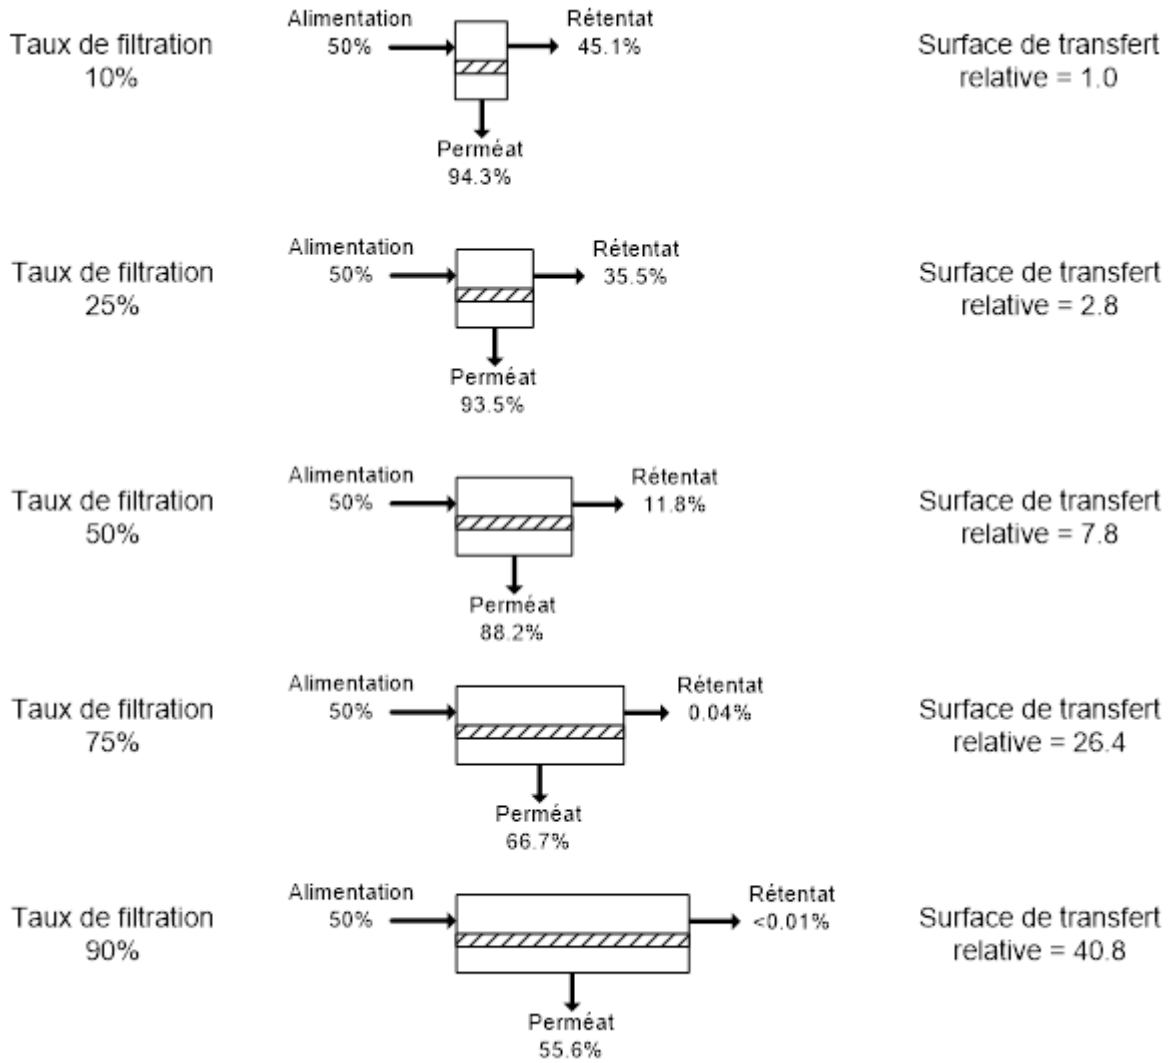 Taux de filtration
10%
Alimentation
50%
Rétentat
45.1%
Perméat
94.3%
Surface de transfert
relative = 1.0
Taux de filtration
25%
Alimentation
50%
Rétentat
35.5%
Perméat
93.5%
Surface de transfert
relative = 2.8
Taux de filtration
50%
Alimentation
50%
Rétentat
11.8%
Perméat
88.2%
Surface de transfert
relative = 7.8
Taux de filtration
75%
Alimentation
50%
Rétentat
0.04%
Perméat
66.7%
Surface de transfert
relative = 26.4
Taux de filtration
90%
Alimentation
50%
Rétentat
<0.01%
Perméat
55.6%
Surface de transfert
relative = 40.8